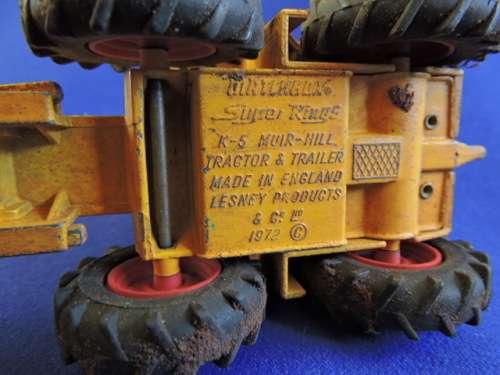 MATCHBOX
Super Kings
K-5 MUIR-HILL
TRACTOR & TRAILER
MADE IN ENGLAND
LESNEY PRODUCTS
& Co LTD
1972 ©